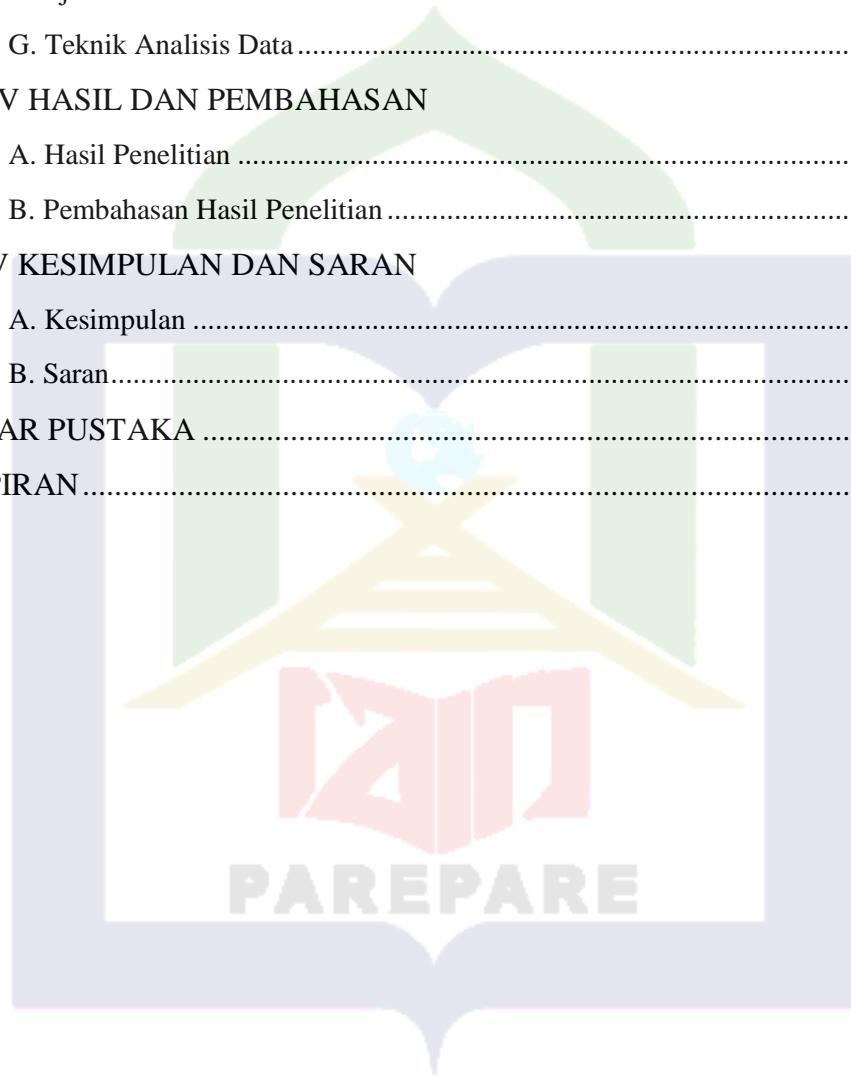 G. Teknik Analisis Data ....................................................................................
V HASIL DAN PEMBAHASAN
A. Hasil Penelitian ....................................................................................
B. Pembahasan Hasil Penelitian ....................................................................................
V KESIMPULAN DAN SARAN
A. Kesimpulan ....................................................................................
B. Saran....................................................................................
AR PUSTAKA ....................................................................................
PIRAN....................................................................................
iain
PAREPARE